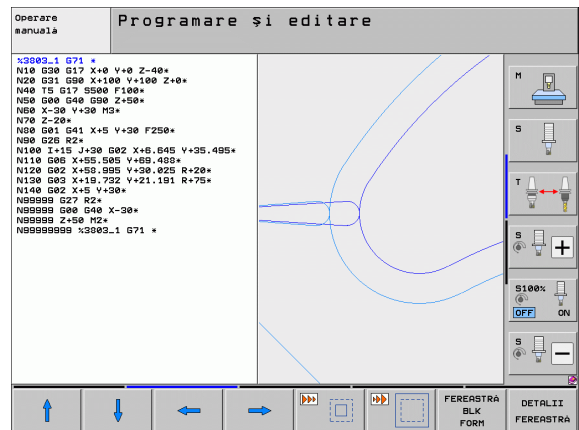 Operare
manuală
Programare și editare
%3803_1 G71 *
N10 G30 G17 X+0 Y+0 Z-40*
N20 G31 G90 X+100 Y+100 Z+0*
N40 T5 G17 S500 F100*
N50 G00 G40 G90 Z+50*
N60 X-30 Y+30 M3*
N70 Z-20*
N80 G01 G41 X+5 Y+30 F250*
N90 G26 R2*
N100 I+15 J+30 G02 X+6.645 Y+35.495*
N110 G06 X+55.505 Y+69.488*
N120 G02 X+58.995 Y+30.025 R+20*
N130 G03 X+19.732 Y+21.191 R+75*
N140 G02 X+5 Y+30*
N99999 G27 R2*
N99999 G00 G40 X-30*
N99999 Z+50 M2*
N99999999 %3803_1 G71 *
M
S
T
S
S100%
OFF ON
S
FEREASTRĂ
BLK
FORM
DETALII
FEREASTRĂ